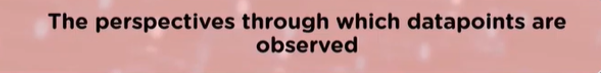 The perspectives through which datapoints are
observed